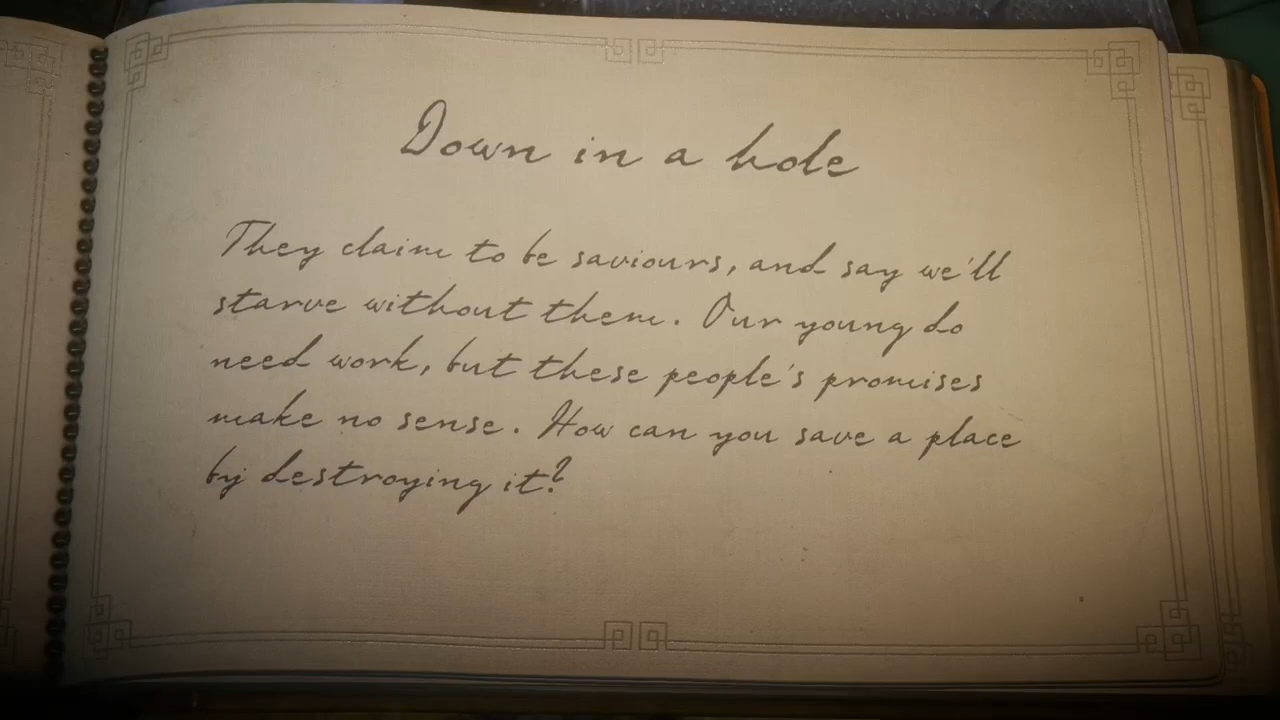 Down in a hole
They claim to be saviours, and say we'll
starve without them. Our young do
need work, but these people's promises
make no sense. How can you save a place
by destroying it?